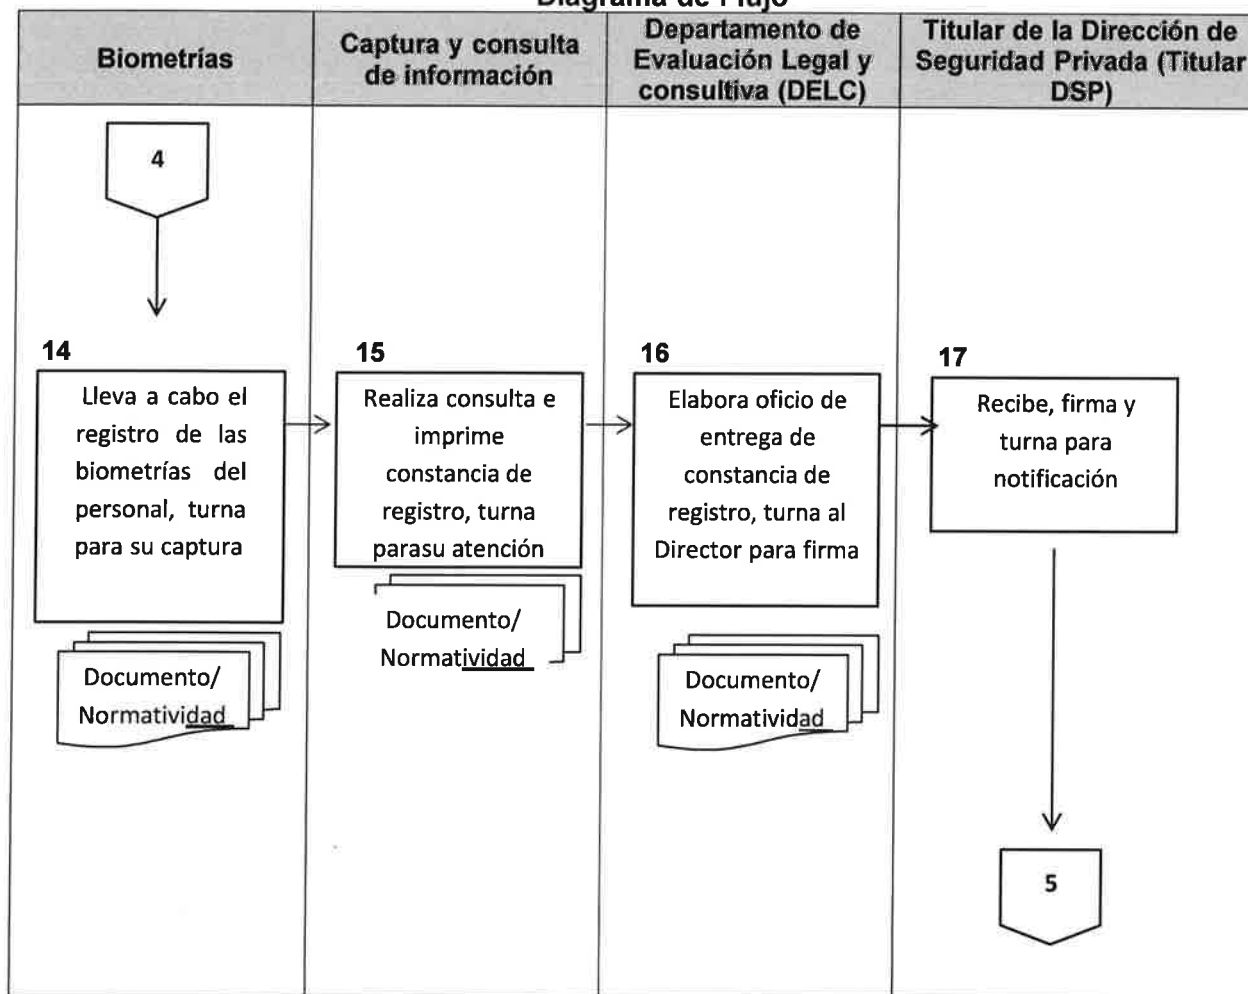 Diagrama de Flujo
Biometrías
Captura y consulta
de información
Departamento de
Evaluación Legal y
consultiva (DELC)
Titular de la Dirección de
Seguridad Privada (Titular
DSP)
4
14
Lleva a cabo el
registro de las
biometrías del
personal, turna
para su captura
Documento/
Normatividad
15
Realiza consulta e
imprime
constancia de
registro, turna
parasu atención
Documento/
Normatividad
16
Elabora oficio de
entrega de
constancia de
registro, turna al
Director para firma
Documento/
Normatividad
17
Recibe, firma y
turna para
notificación
5